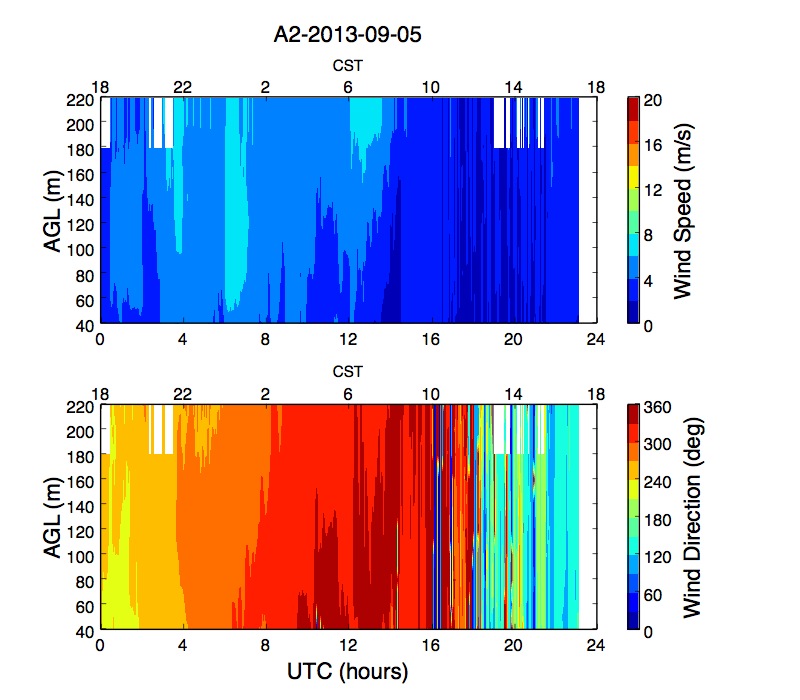 A2-2013-09-05
CST
18 22 2 6 10 14 18
220
200
180
160
140
120
100
80
60
40
AGL (m)
0 4 8 12 16 20 24
20
16
12
8
4
0
Wind Speed (m/s)
CST
18 22 2 6 10 14 18
220
200
180
160
140
120
100
80
60
40
AGL (m)
0 4 8 12 16 20 24
UTC (hours)
360
300
240
180
120
60
0
Wind Direction (deg)